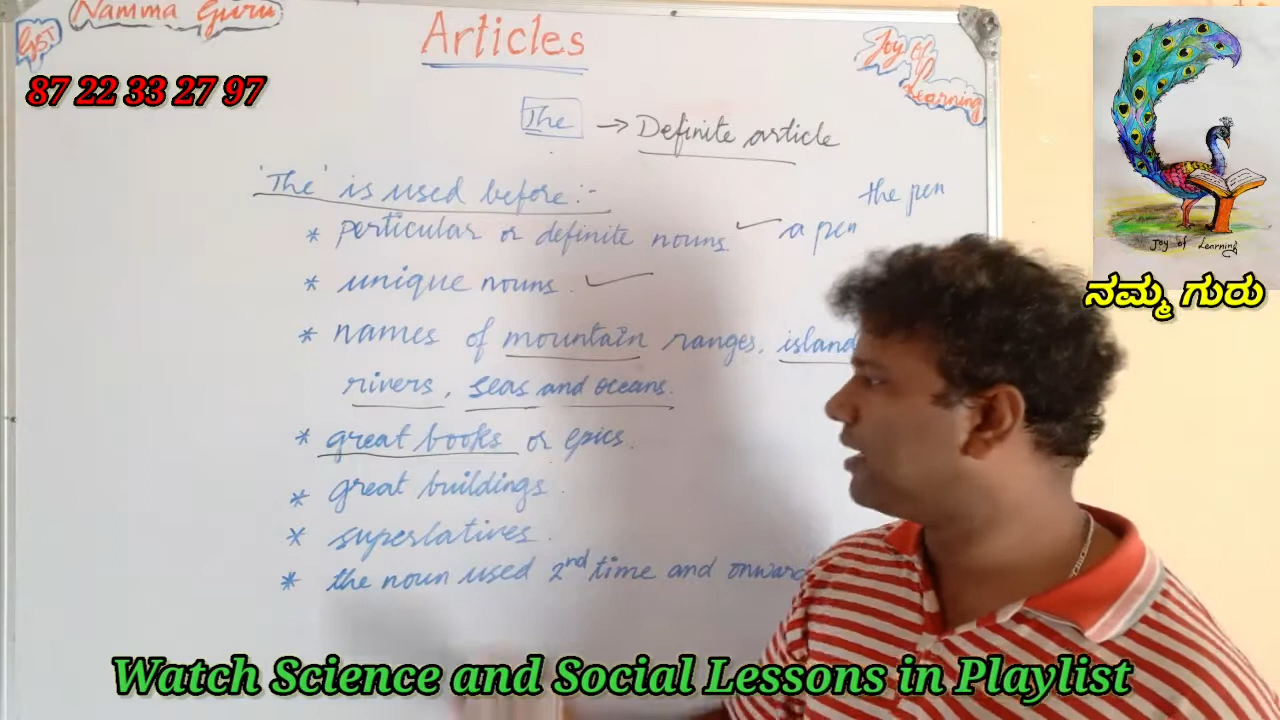 Namma Guru
Articles
GST
Joy of Learning
87 22 33 27 97
The → Definite article
'The' is used before:-
the pen
* perticular or definite nouns ✓ a pen
* unique nouns. ✓
* names of mountain ranges, island
rivers, seas and oceans.
* great books or epics.
* great buildings.
* superlatives.
* the noun used 2nd time and onward
Joy of Learning
ನಮ್ಮ ಗುರು
Watch Science and Social Lessons in Playlist